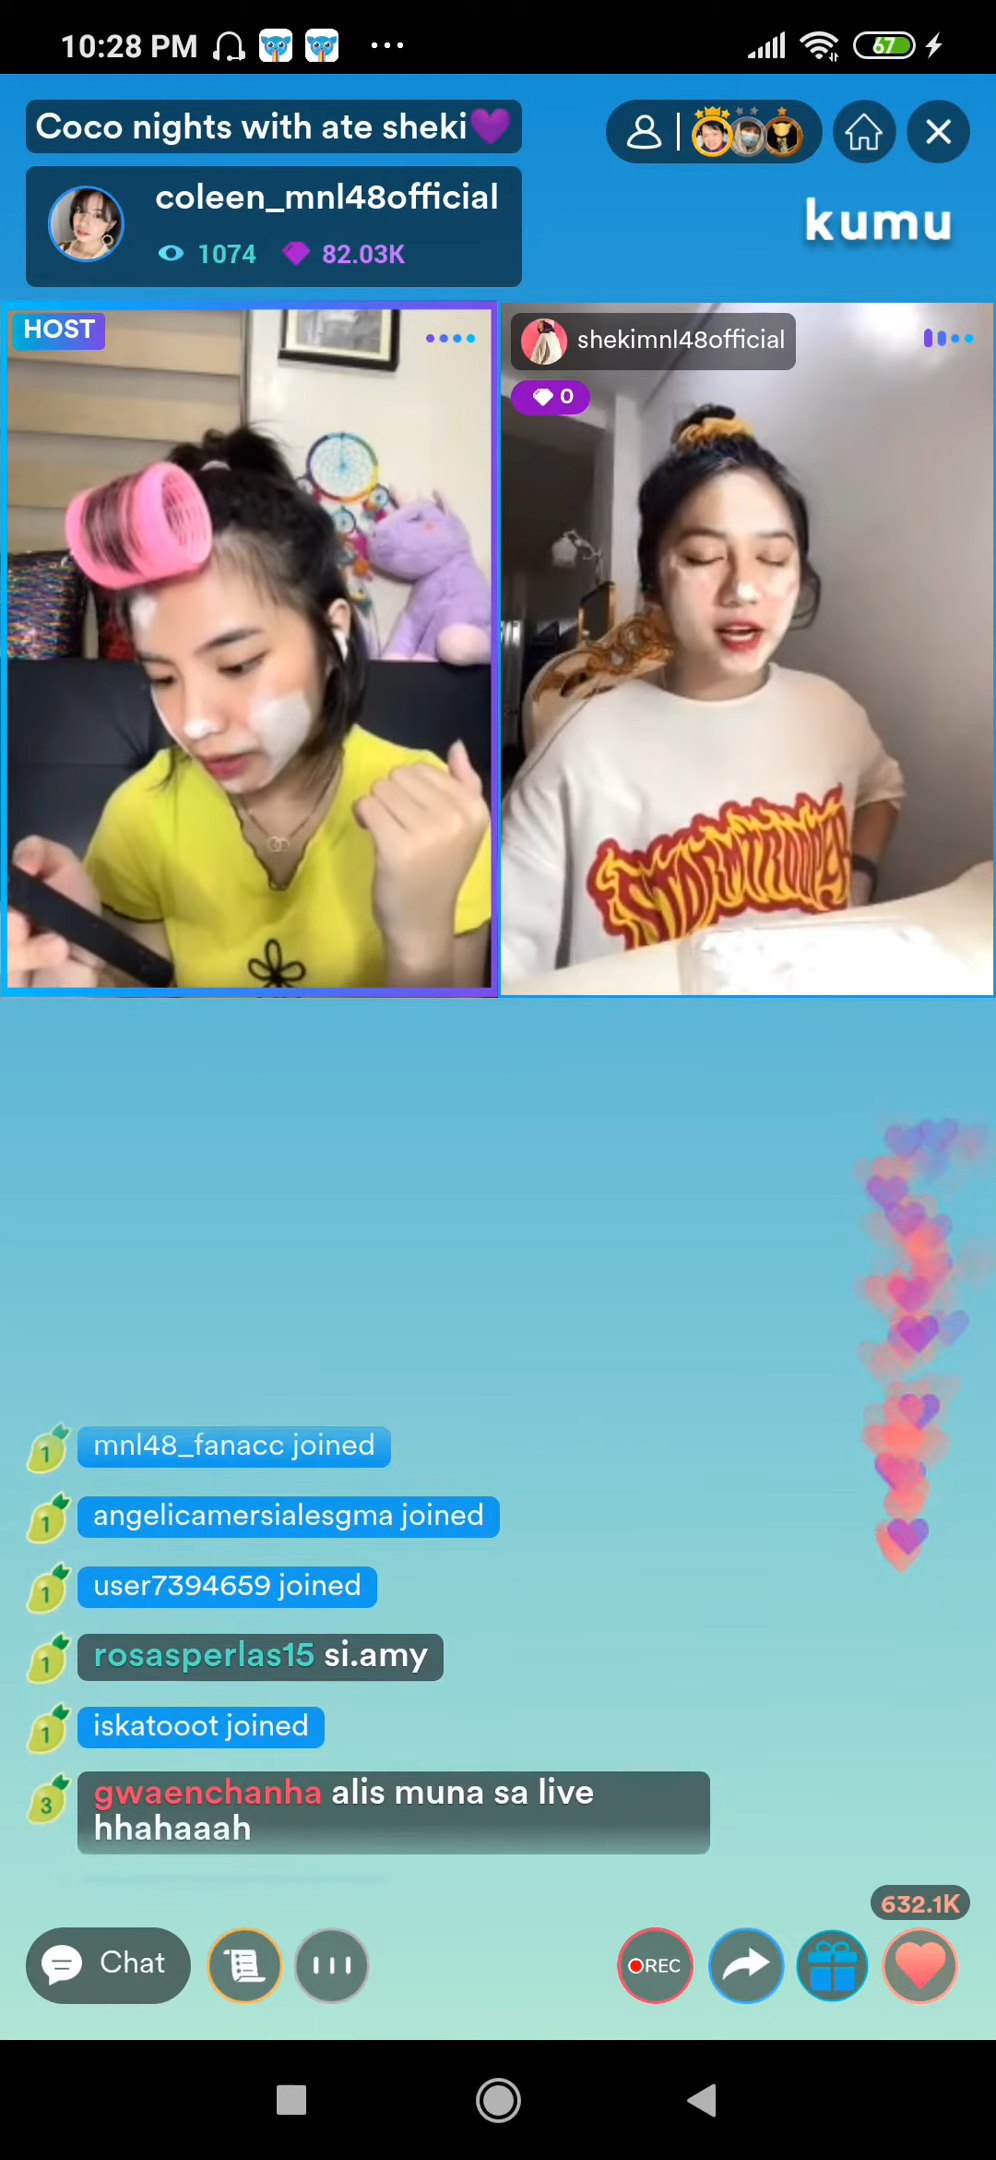 10:28 PM
67
Coco nights with ate sheki💜
coleen_mnl48official
1074 82.03K
kumu
HOST
shekimnl48official
0
STORMTROOPER
mnl48_fanacc joined
1
angelicamersialesgma joined
1
user7394659 joined
1
rosasperlas15 si.amy
1
iskatooot joined
1
gwaenchanha alis muna sa live
hhahaaah
3
632.1K
Chat
REC